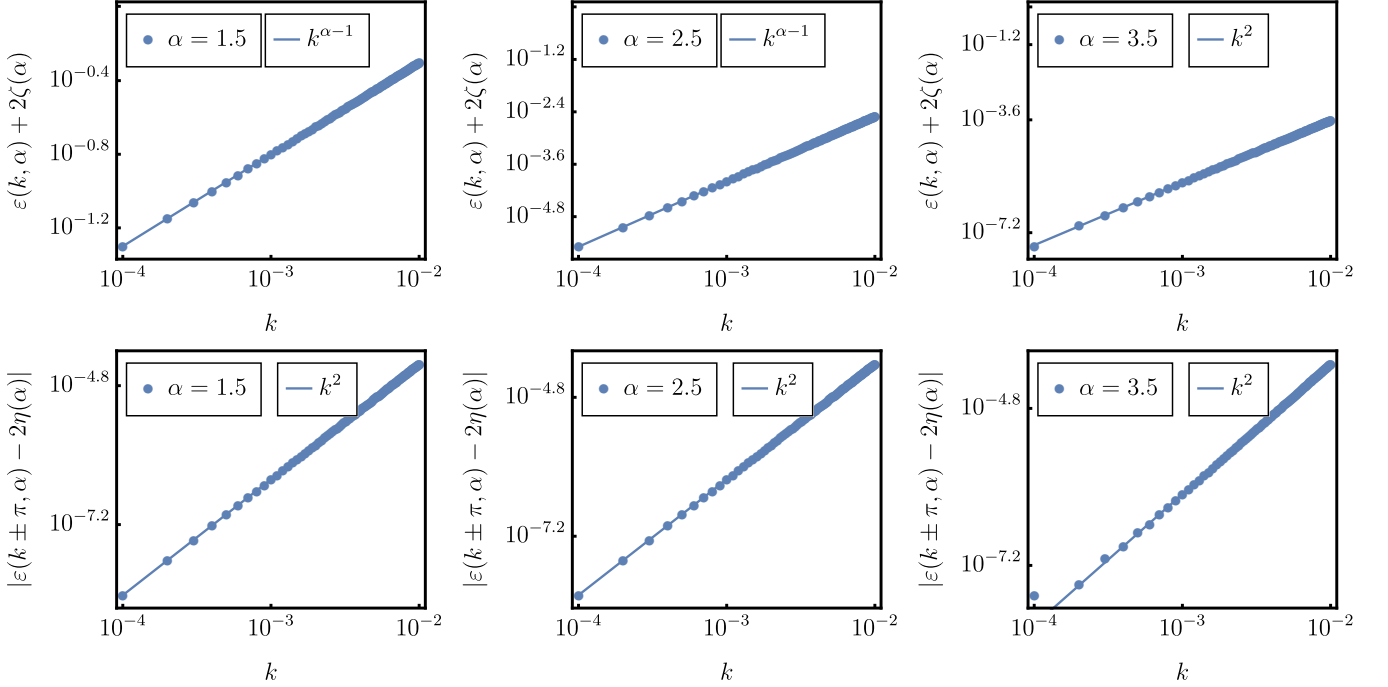 α = 1.5 k^{α−1}
ε(k, α) + 2ζ(α)
10^{−0.4}
10^{−0.8}
10^{−1.2}
10^{−4} 10^{−3} 10^{−2}
k
α = 2.5 k^{α−1}
ε(k, α) + 2ζ(α)
10^{−1.2}
10^{−2.4}
10^{−3.6}
10^{−4.8}
10^{−4} 10^{−3} 10^{−2}
k
α = 3.5 k^2
ε(k, α) + 2ζ(α)
10^{−1.2}
10^{−3.6}
10^{−7.2}
10^{−4} 10^{−3} 10^{−2}
k
α = 1.5 k^2
|ε(k ± π, α) − 2η(α)|
10^{−4.8}
10^{−7.2}
10^{−4} 10^{−3} 10^{−2}
k
α = 2.5 k^2
|ε(k ± π, α) − 2η(α)|
10^{−4.8}
10^{−7.2}
10^{−4} 10^{−3} 10^{−2}
k
α = 3.5 k^2
|ε(k ± π, α) − 2η(α)|
10^{−4.8}
10^{−7.2}
10^{−4} 10^{−3} 10^{−2}
k